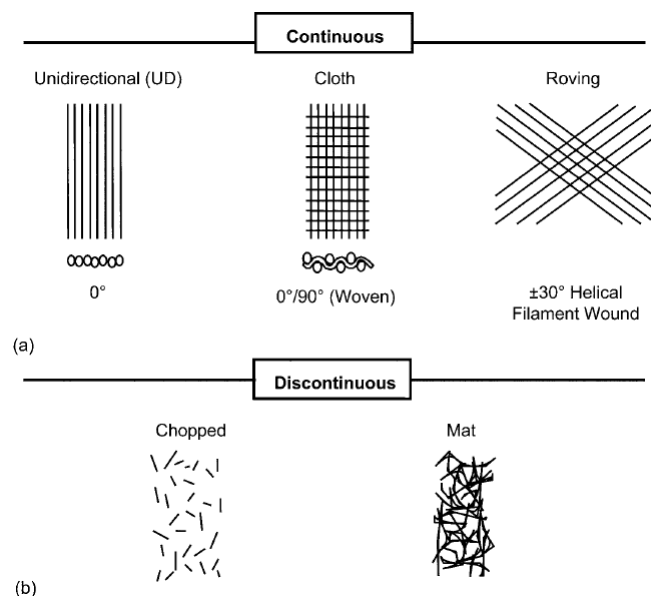 Continuous
Unidirectional (UD)
Cloth
Roving
0°
0°/90° (Woven)
±30° Helical
Filament Wound
(a)
Discontinuous
Chopped
Mat
(b)